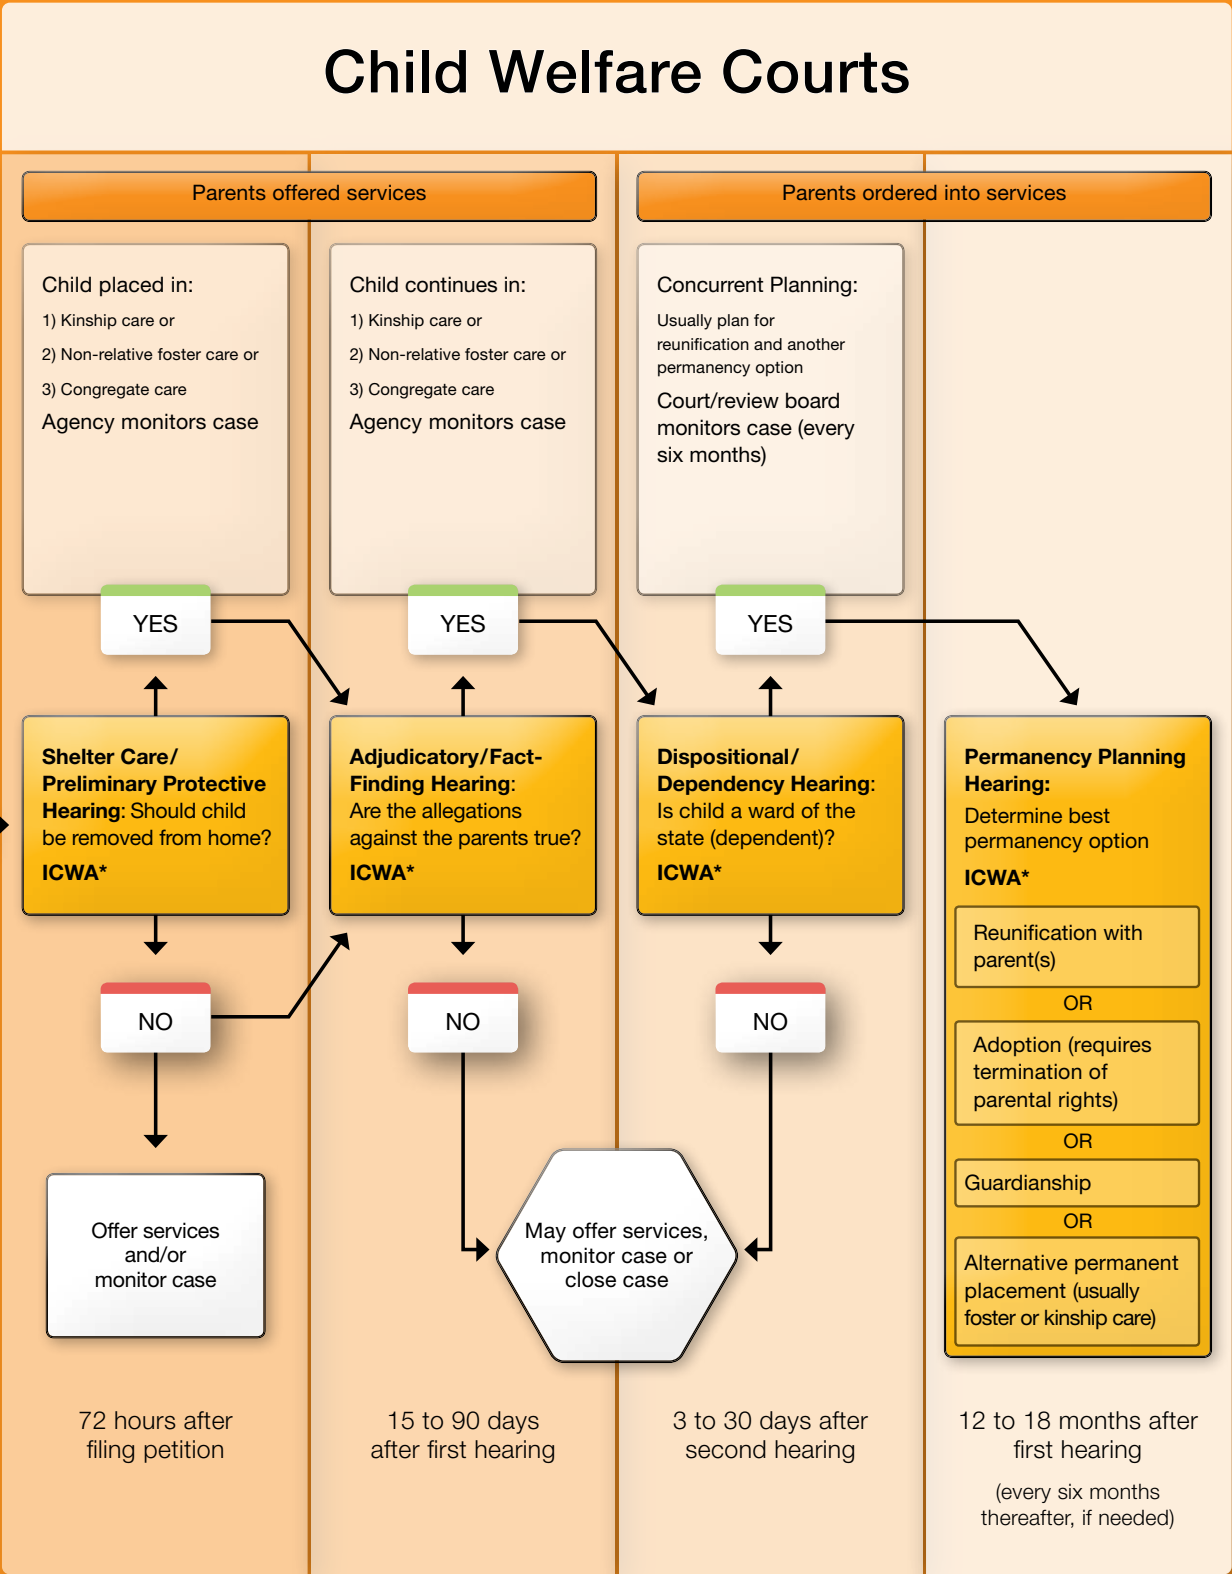 Child Welfare Courts
Parents offered services
Parents ordered into services
Child placed in:
1) Kinship care or
2) Non-relative foster care or
3) Congregate care
Agency monitors case
YES
Shelter Care/
Preliminary Protective
Hearing: Should child
be removed from home?
ICWA*
NO
Offer services
and/or
monitor case
72 hours after
filing petition
Child continues in:
1) Kinship care or
2) Non-relative foster care or
3) Congregate care
Agency monitors case
YES
Adjudicatory/Fact-
Finding Hearing:
Are the allegations
against the parents true?
ICWA*
NO
May offer services,
monitor case or
close case
15 to 90 days
after first hearing
Concurrent Planning:
Usually plan for
reunification and another
permanency option
Court/review board
monitors case (every
six months)
YES
Dispositional/
Dependency Hearing:
Is child a ward of the
state (dependent)?
ICWA*
NO
3 to 30 days after
second hearing
Permanency Planning
Hearing:
Determine best
permanency option
ICWA*
Reunification with
parent(s)
OR
Adoption (requires
termination of
parental rights)
OR
Guardianship
OR
Alternative permanent
placement (usually
foster or kinship care)
12 to 18 months after
first hearing
(every six months
thereafter, if needed)